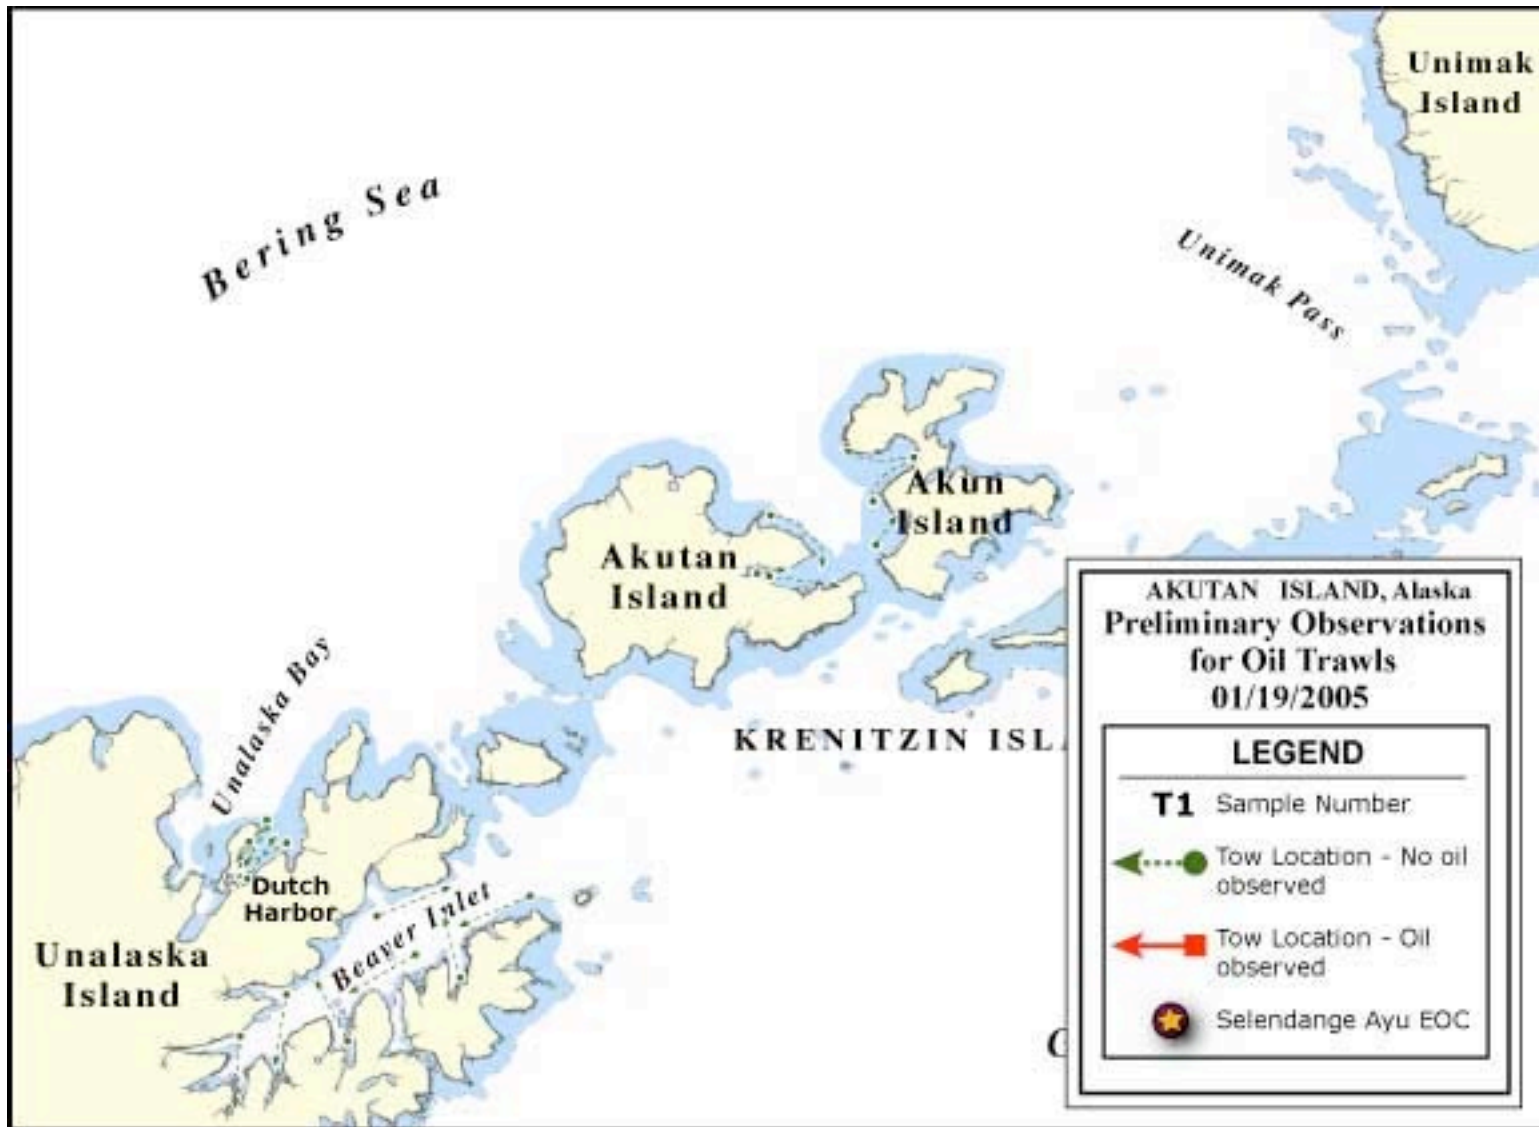 Unimak
Island
Bering Sea
Unimak Pass
Akun
Island
Akutan
Island
Unalaska Bay
KRENITZIN ISLA
Dutch
Harbor
Beaver Inlet
Unalaska
Island
AKUTAN ISLAND, Alaska
Preliminary Observations
for Oil Trawls
01/19/2005
LEGEND
T1 Sample Number
Tow Location - No oil
observed
Tow Location - Oil
observed
Selendange Ayu EOC